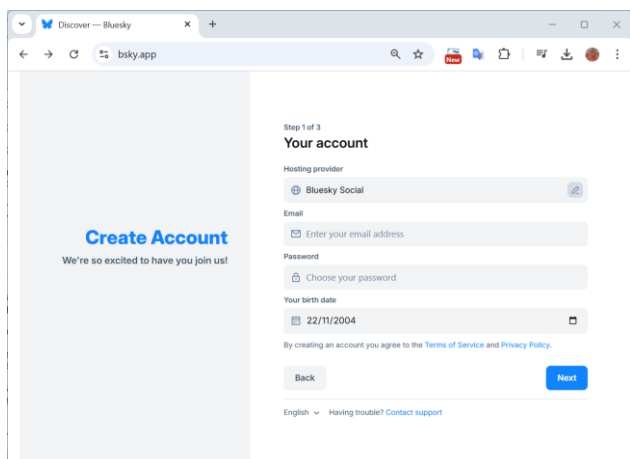 Discover — Bluesky
bsky.app
New
Step 1 of 3
Your account
Hosting provider
Bluesky Social
Email
Enter your email address
Create Account
We're so excited to have you join us!
Password
Choose your password
Your birth date
22/11/2004
By creating an account you agree to the Terms of Service and Privacy Policy.
Back
Next
English Having trouble? Contact support